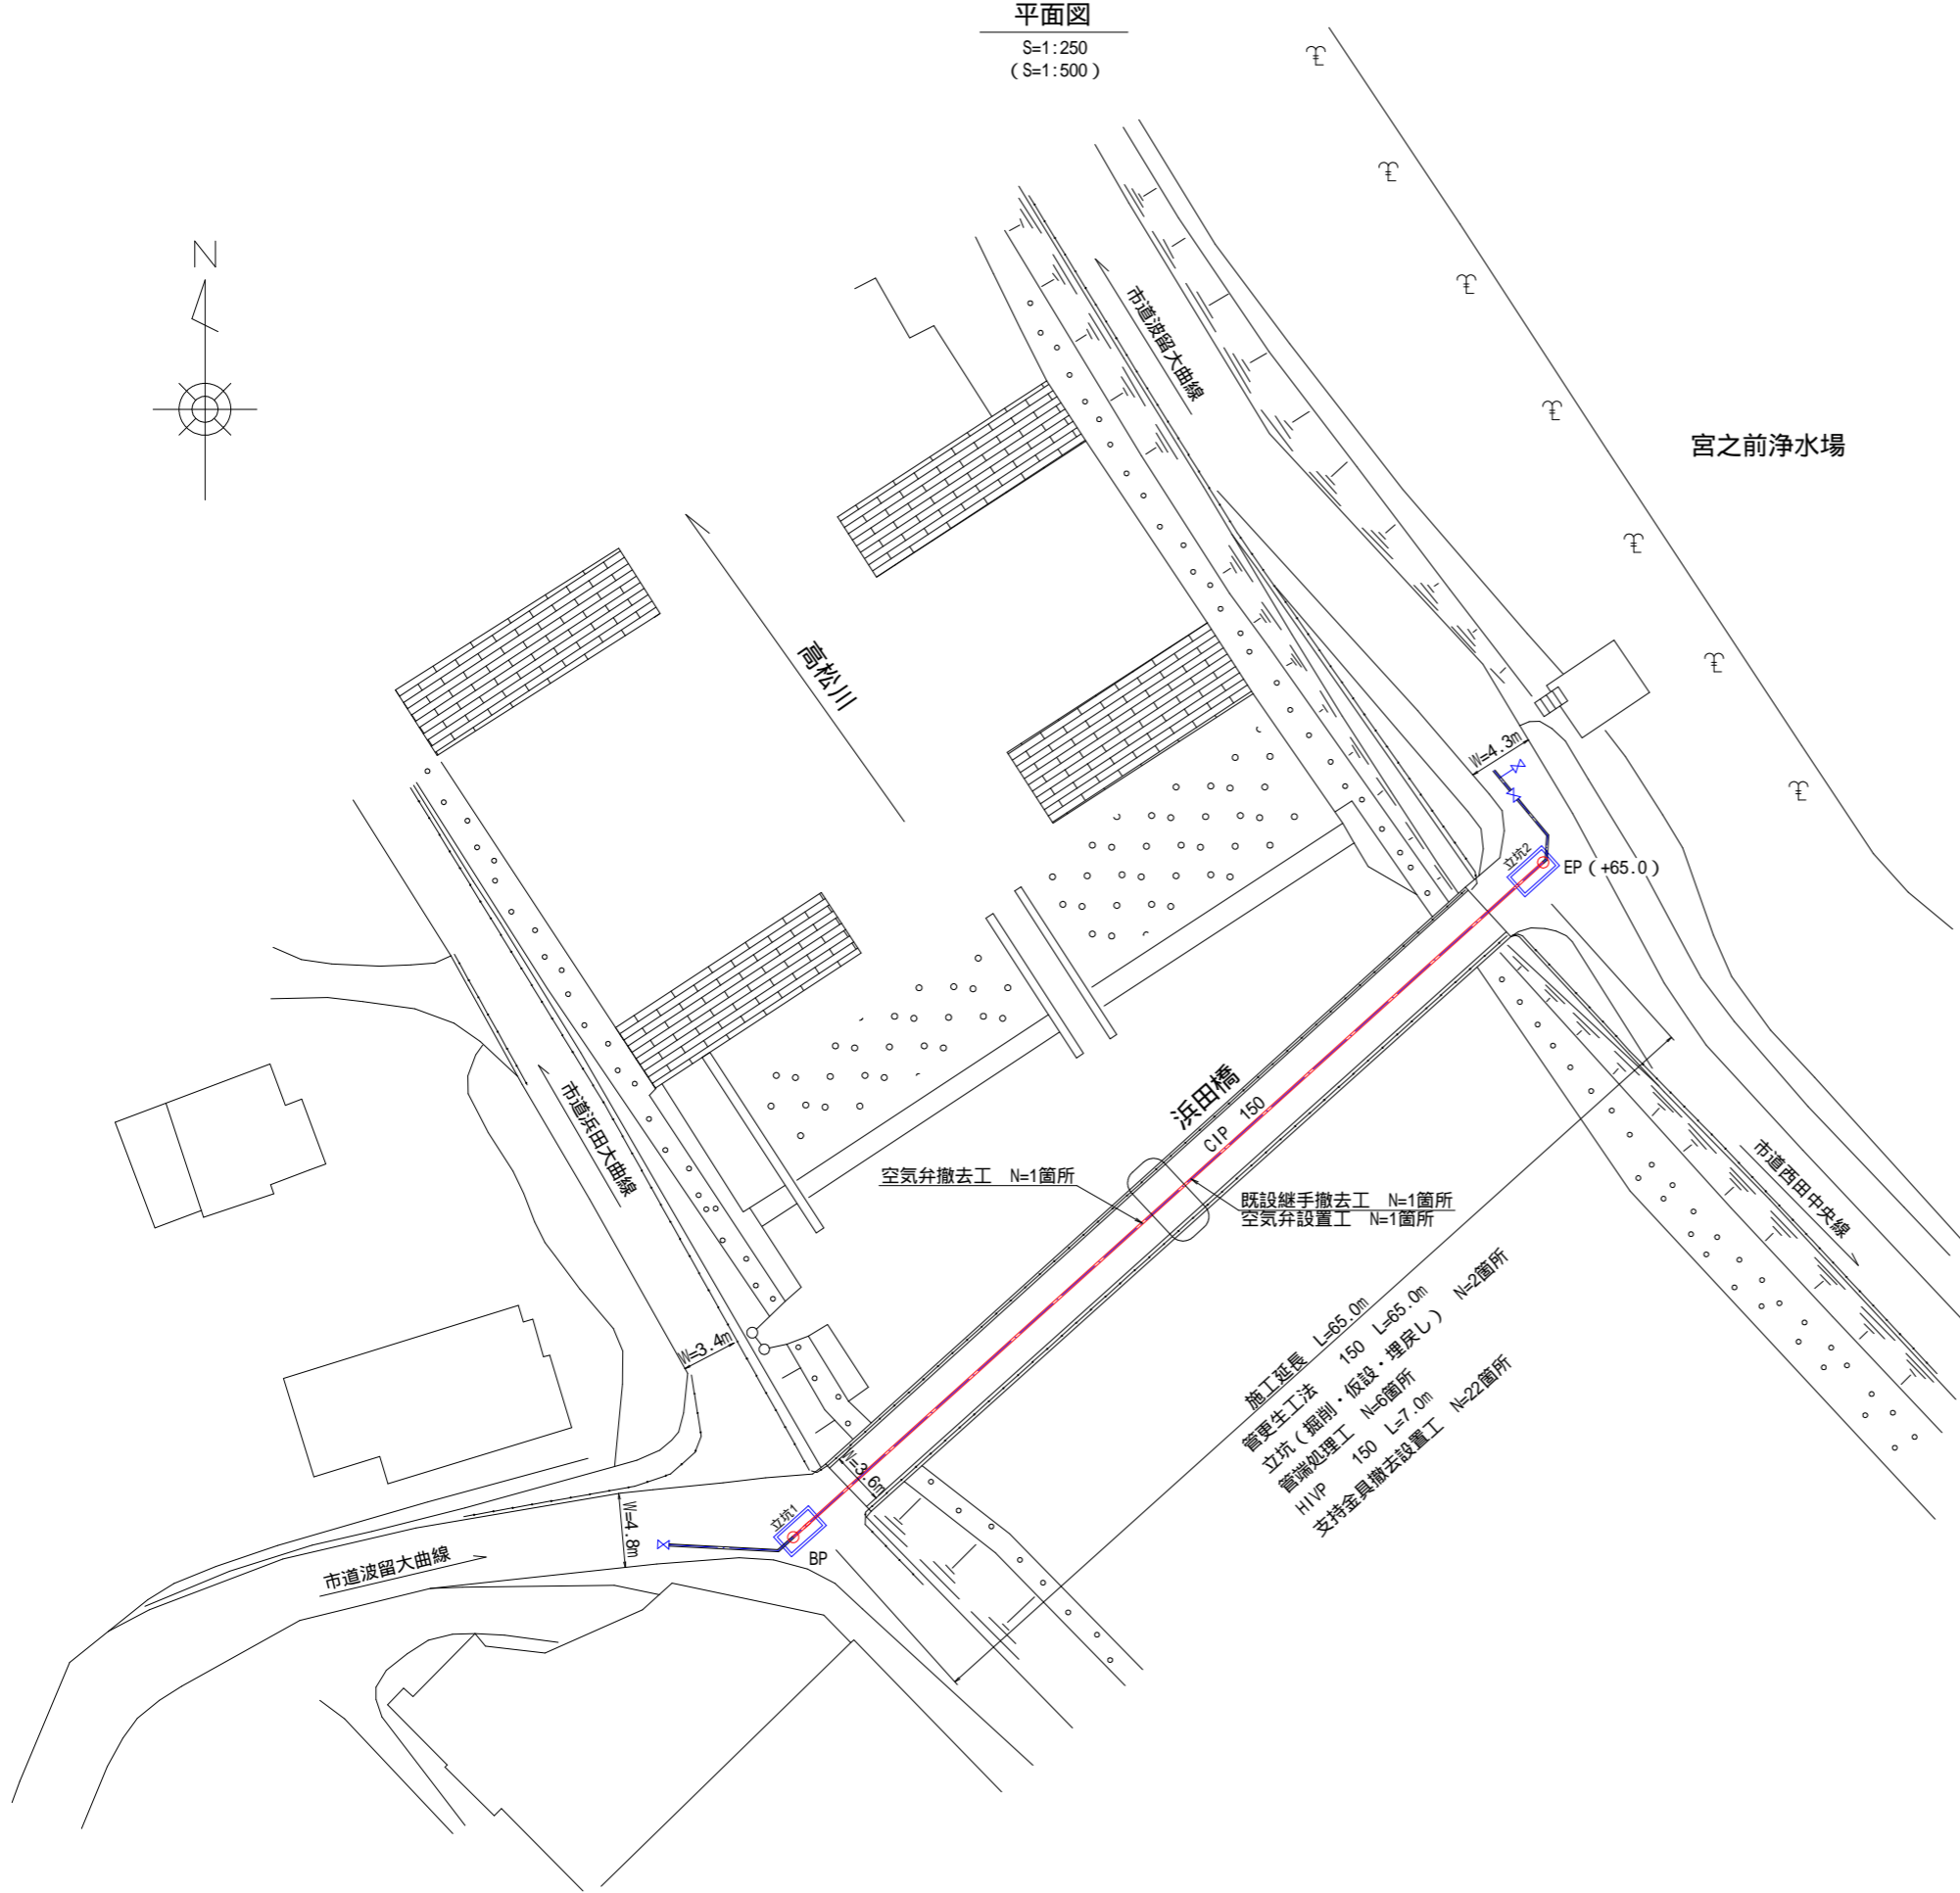 平面図
S=1:250
(S=1:500)
N
市道波留大曲線
宮之前浄水場
高松川
W=4.3m
立坑2
EP(+65.0)
浜田橋
CIP 150
市道浜田大曲線
空気弁撤去工 N=1箇所
既設継手撤去工 N=1箇所
空気弁設置工 N=1箇所
市道西田中央線
W=3.4m
施工延長 L=65.0m
管更生工法 150 L=65.0m
立坑(掘削・仮設・埋戻し) N=2箇所
管端処理工 N=6箇所
HIVP 150 L=7.0m
支持金具撤去設置工 N=22箇所
W=3.6m
W=4.8m
立坑1
BP
市道波留大曲線